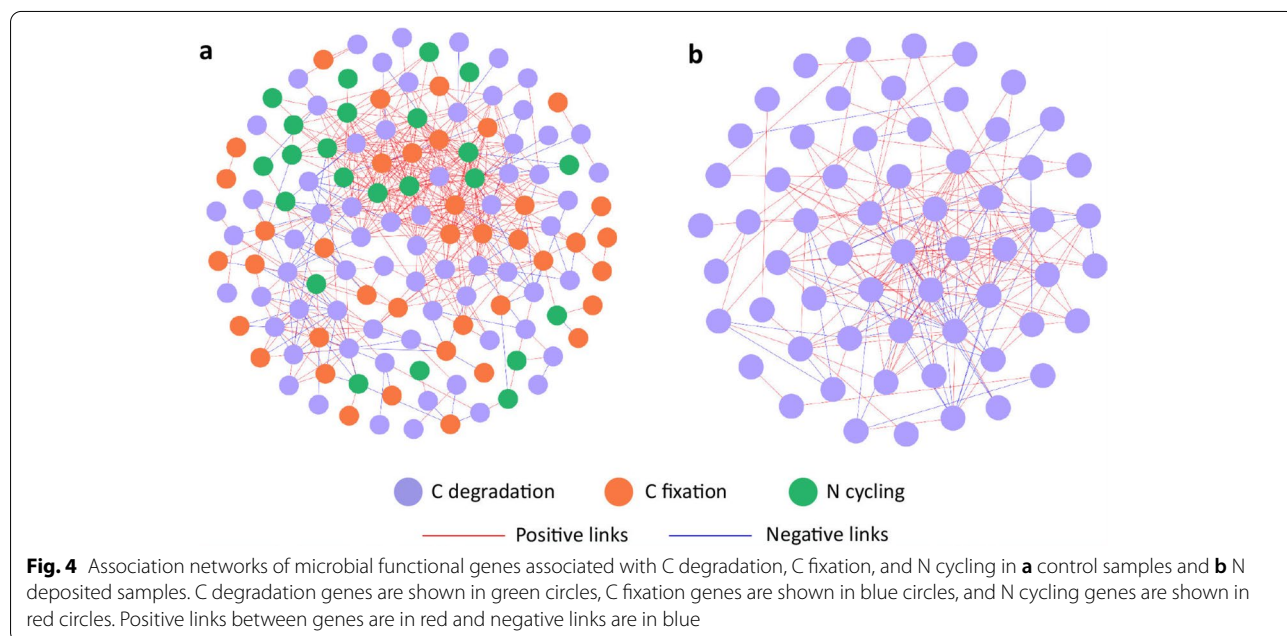 a
b
C degradation
C fixation
N cycling
Positive links
Negative links
Fig. 4 Association networks of microbial functional genes associated with C degradation, C fixation, and N cycling in a control samples and b N
deposited samples. C degradation genes are shown in green circles, C fixation genes are shown in blue circles, and N cycling genes are shown in
red circles. Positive links between genes are in red and negative links are in blue